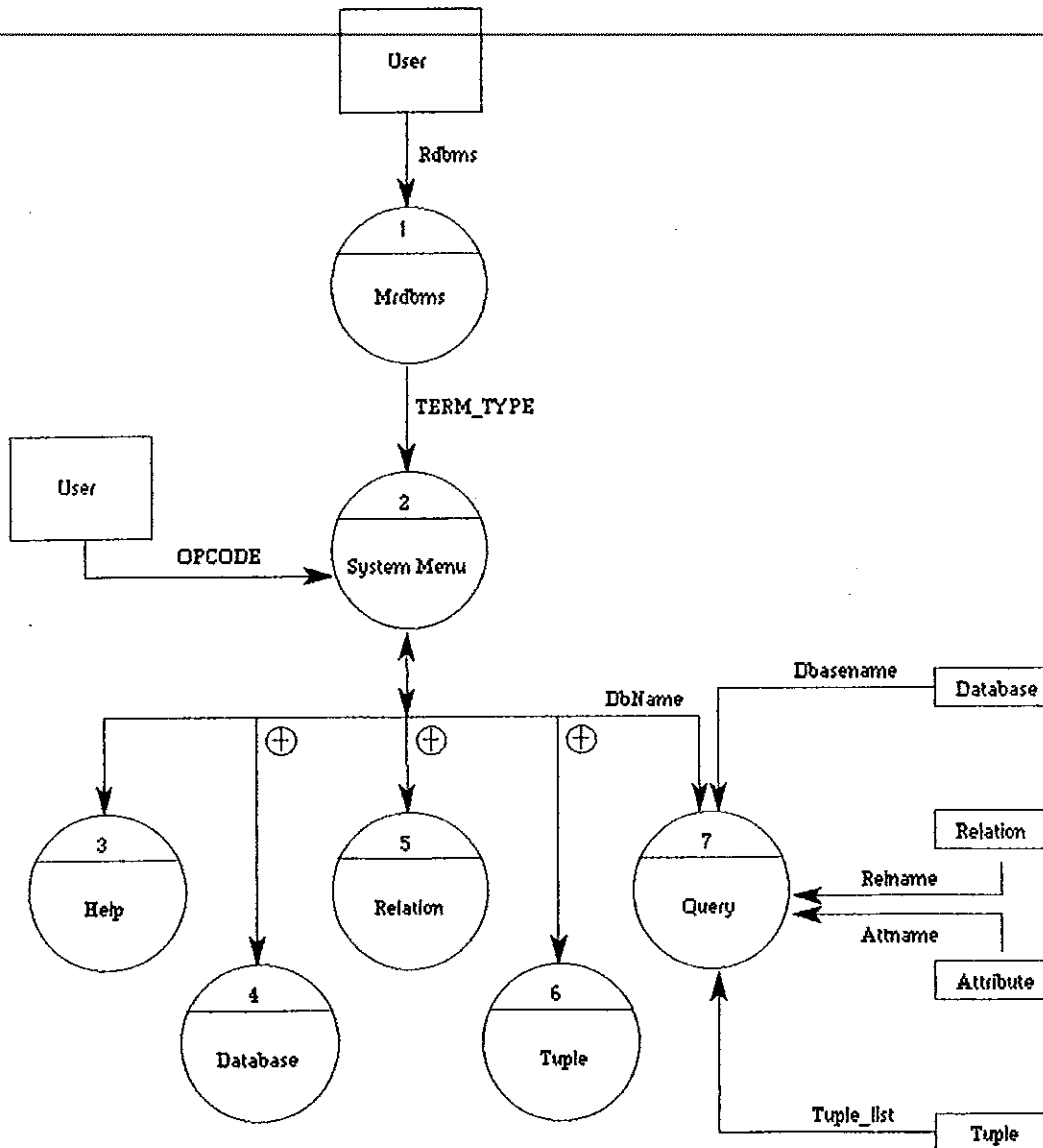 User
Rdbms
1
Mrdbms
TERM_TYPE
User
2
OPCODE
System Menu
Dbasename
Database
DbName
3
5
7
Relation
Help
Relation
Query
Relname
Attname
4
6
Attribute
Database
Tuple
Tuple_list
Tuple